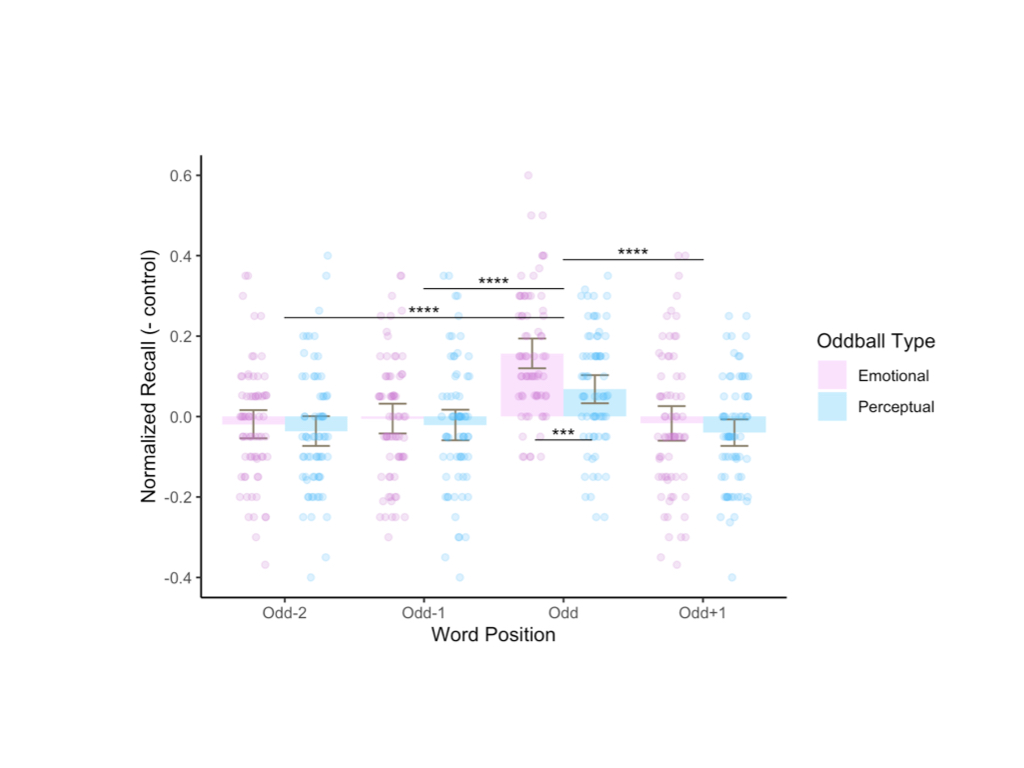 0.6
0.4
0.2
0.0
-0.2
-0.4
Normalized Recall (- control)
****
****
****
***
Odd-2 Odd-1 Odd Odd+1
Word Position
Oddball Type
Emotional
Perceptual